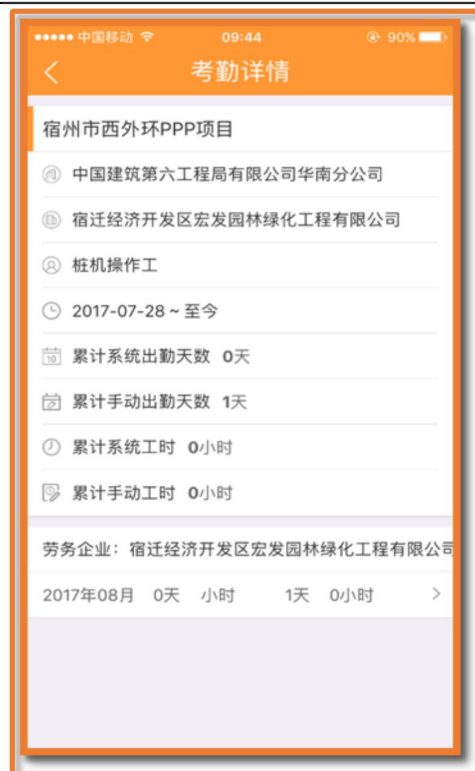 中国移动 09:44 90%
考勤详情
宿州市西外环PPP项目
中国建筑第六工程局有限公司华南分公司
宿迁经济开发区宏发园林绿化工程有限公司
桩机操作工
2017-07-28 ~ 至今
10 累计系统出勤天数 0天
累计手动出勤天数 1天
累计系统工时 0小时
累计手动工时 0小时
劳务企业：宿迁经济开发区宏发园林绿化工程有限公司
2017年08月 0天 小时 1天 0小时